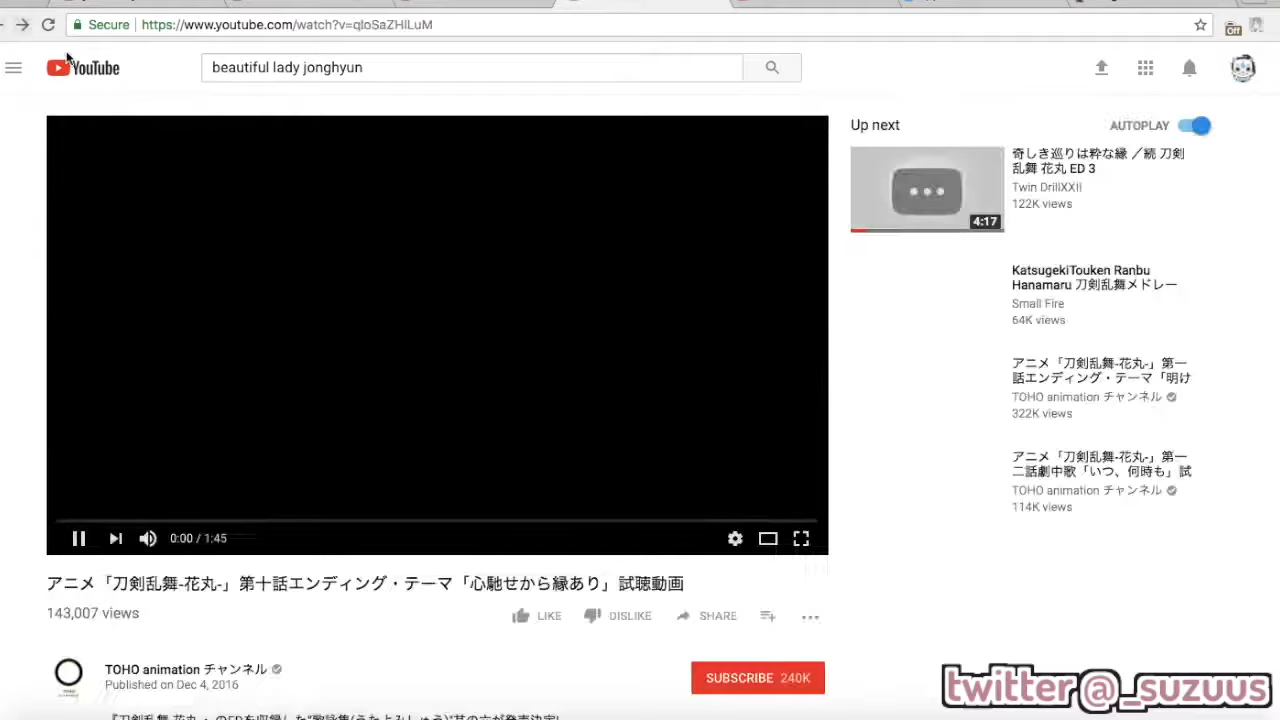 Secure https://www.youtube.com/watch?v=qIoSaZHILuM
Off
YouTube
beautiful lady jonghyun
Up next
AUTOPLAY
奇しき巡りは粋な縁 ／続 刀剣
乱舞 花丸 ED 3
Twin DrillXXII
122K views
4:17
KatsugekiTouken Ranbu
Hanamaru 刀剣乱舞メドレー
Small Fire
64K views
アニメ「刀剣乱舞-花丸-」第一
話エンディング・テーマ「明け
TOHO animation チャンネル
322K views
アニメ「刀剣乱舞-花丸-」第一
二話劇中歌「いつ、何時も」試
TOHO animation チャンネル
114K views
0:00 / 1:45
アニメ「刀剣乱舞-花丸-」第十話エンディング・テーマ「心馳せから縁あり」試聴動画
143,007 views
LIKE DISLIKE SHARE
TOHO animation チャンネル
Published on Dec 4, 2016
SUBSCRIBE 240K
twitter@_suzuus